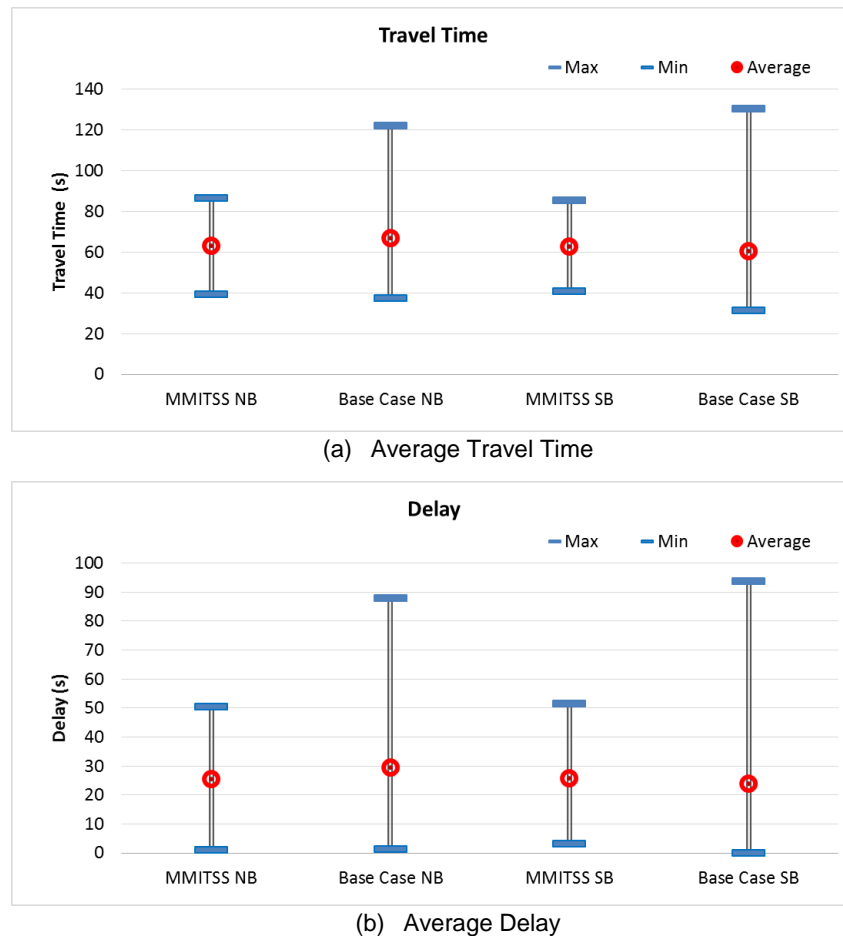 Travel Time
Max Min Average
140
120
100
80
60
40
20
0
Travel Time (s)
MMITSS NB Base Case NB MMITSS SB Base Case SB
(a) Average Travel Time
Delay
Max Min Average
100
90
80
70
60
50
40
30
20
10
0
Delay (s)
MMITSS NB Base Case NB MMITSS SB Base Case SB
(b) Average Delay